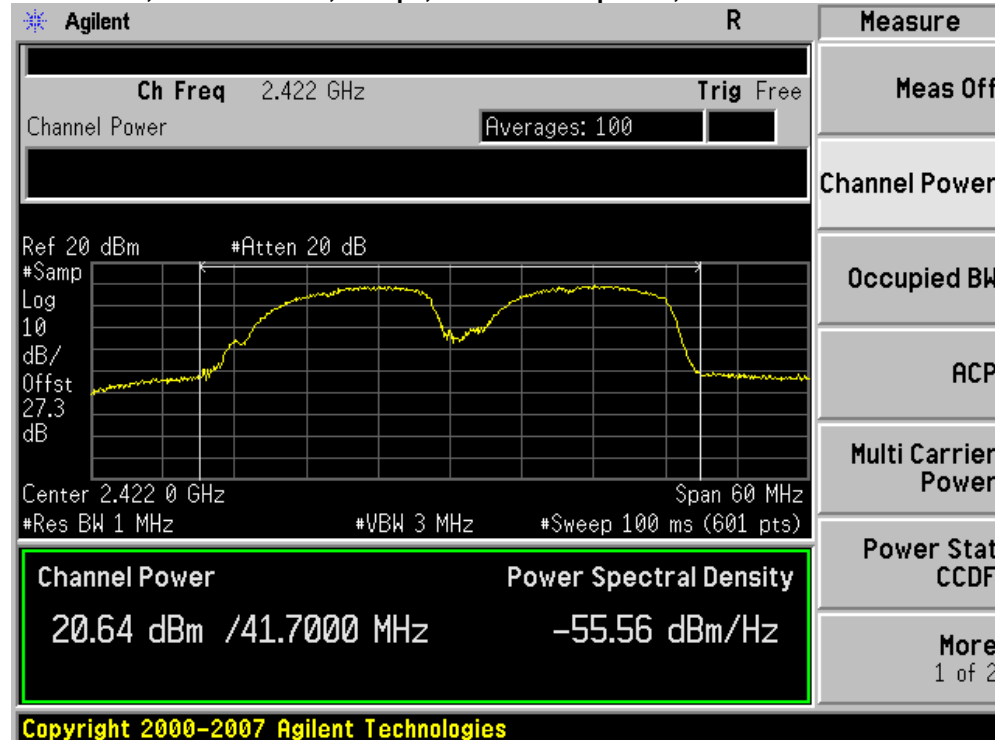 Agilent R Measure
Ch Freq 2.422 GHz Trig Free
Meas Off
Channel Power Averages: 100
Channel Power
Ref 20 dBm #Atten 20 dB
#Samp
Log
10
dB/
Offst
27.3
dB
Occupied BW
ACP
Center 2.422 0 GHz Span 60 MHz
#Res BW 1 MHz #VBW 3 MHz #Sweep 100 ms (601 pts)
Multi Carrier
Power
Channel Power Power Spectral Density
20.64 dBm /41.7000 MHz -55.56 dBm/Hz
Power Stat
CCDF
More
1 of 2
Copyright 2000-2007 Agilent Technologies